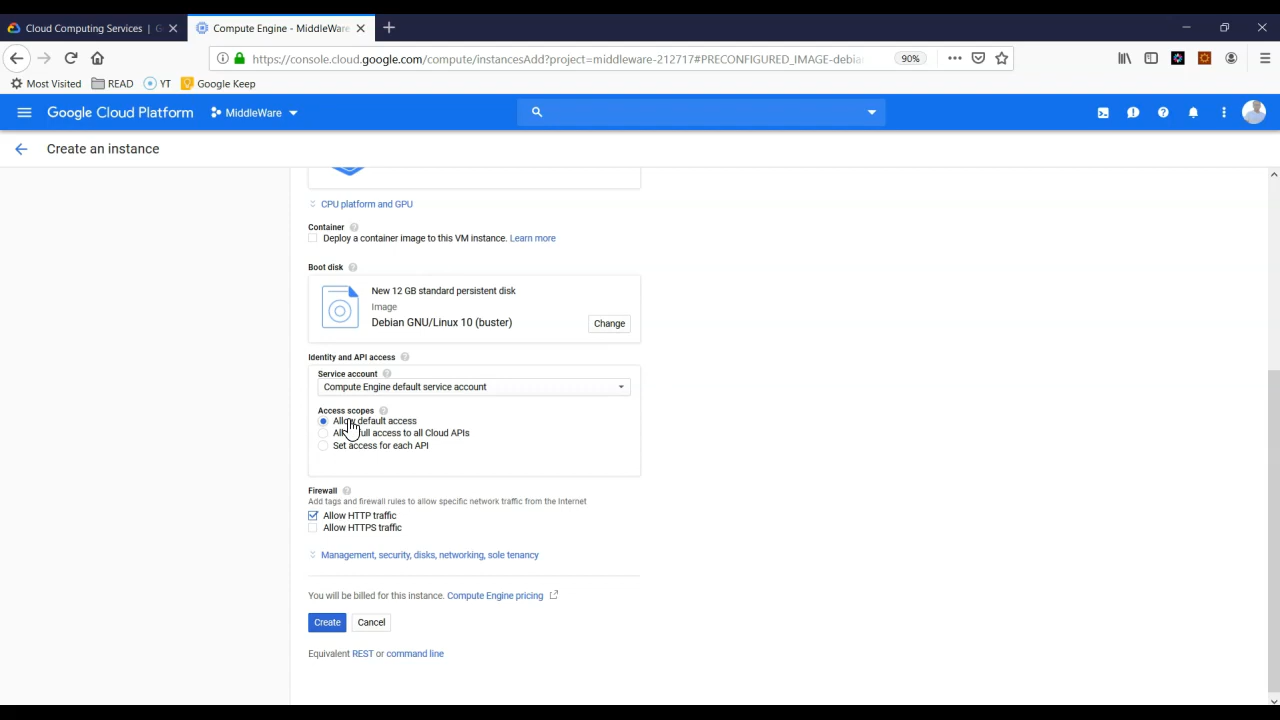 Cloud Computing Services | G
Compute Engine - MiddleWare
https://console.cloud.google.com/compute/instancesAdd?project=middleware-212717#PRECONFIGURED_IMAGE-debia
90%
Most Visited
READ
YT
Google Keep
Google Cloud Platform
MiddleWare
Create an instance
CPU platform and GPU
Container
Deploy a container image to this VM instance. Learn more
Boot disk
New 12 GB standard persistent disk
Image
Debian GNU/Linux 10 (buster)
Change
Identity and API access
Service account
Compute Engine default service account
Access scopes
Allow default access
Allow full access to all Cloud APIs
Set access for each API
Firewall
Add tags and firewall rules to allow specific network traffic from the Internet
Allow HTTP traffic
Allow HTTPS traffic
Management, security, disks, networking, sole tenancy
You will be billed for this instance. Compute Engine pricing
Create
Cancel
Equivalent REST or command line